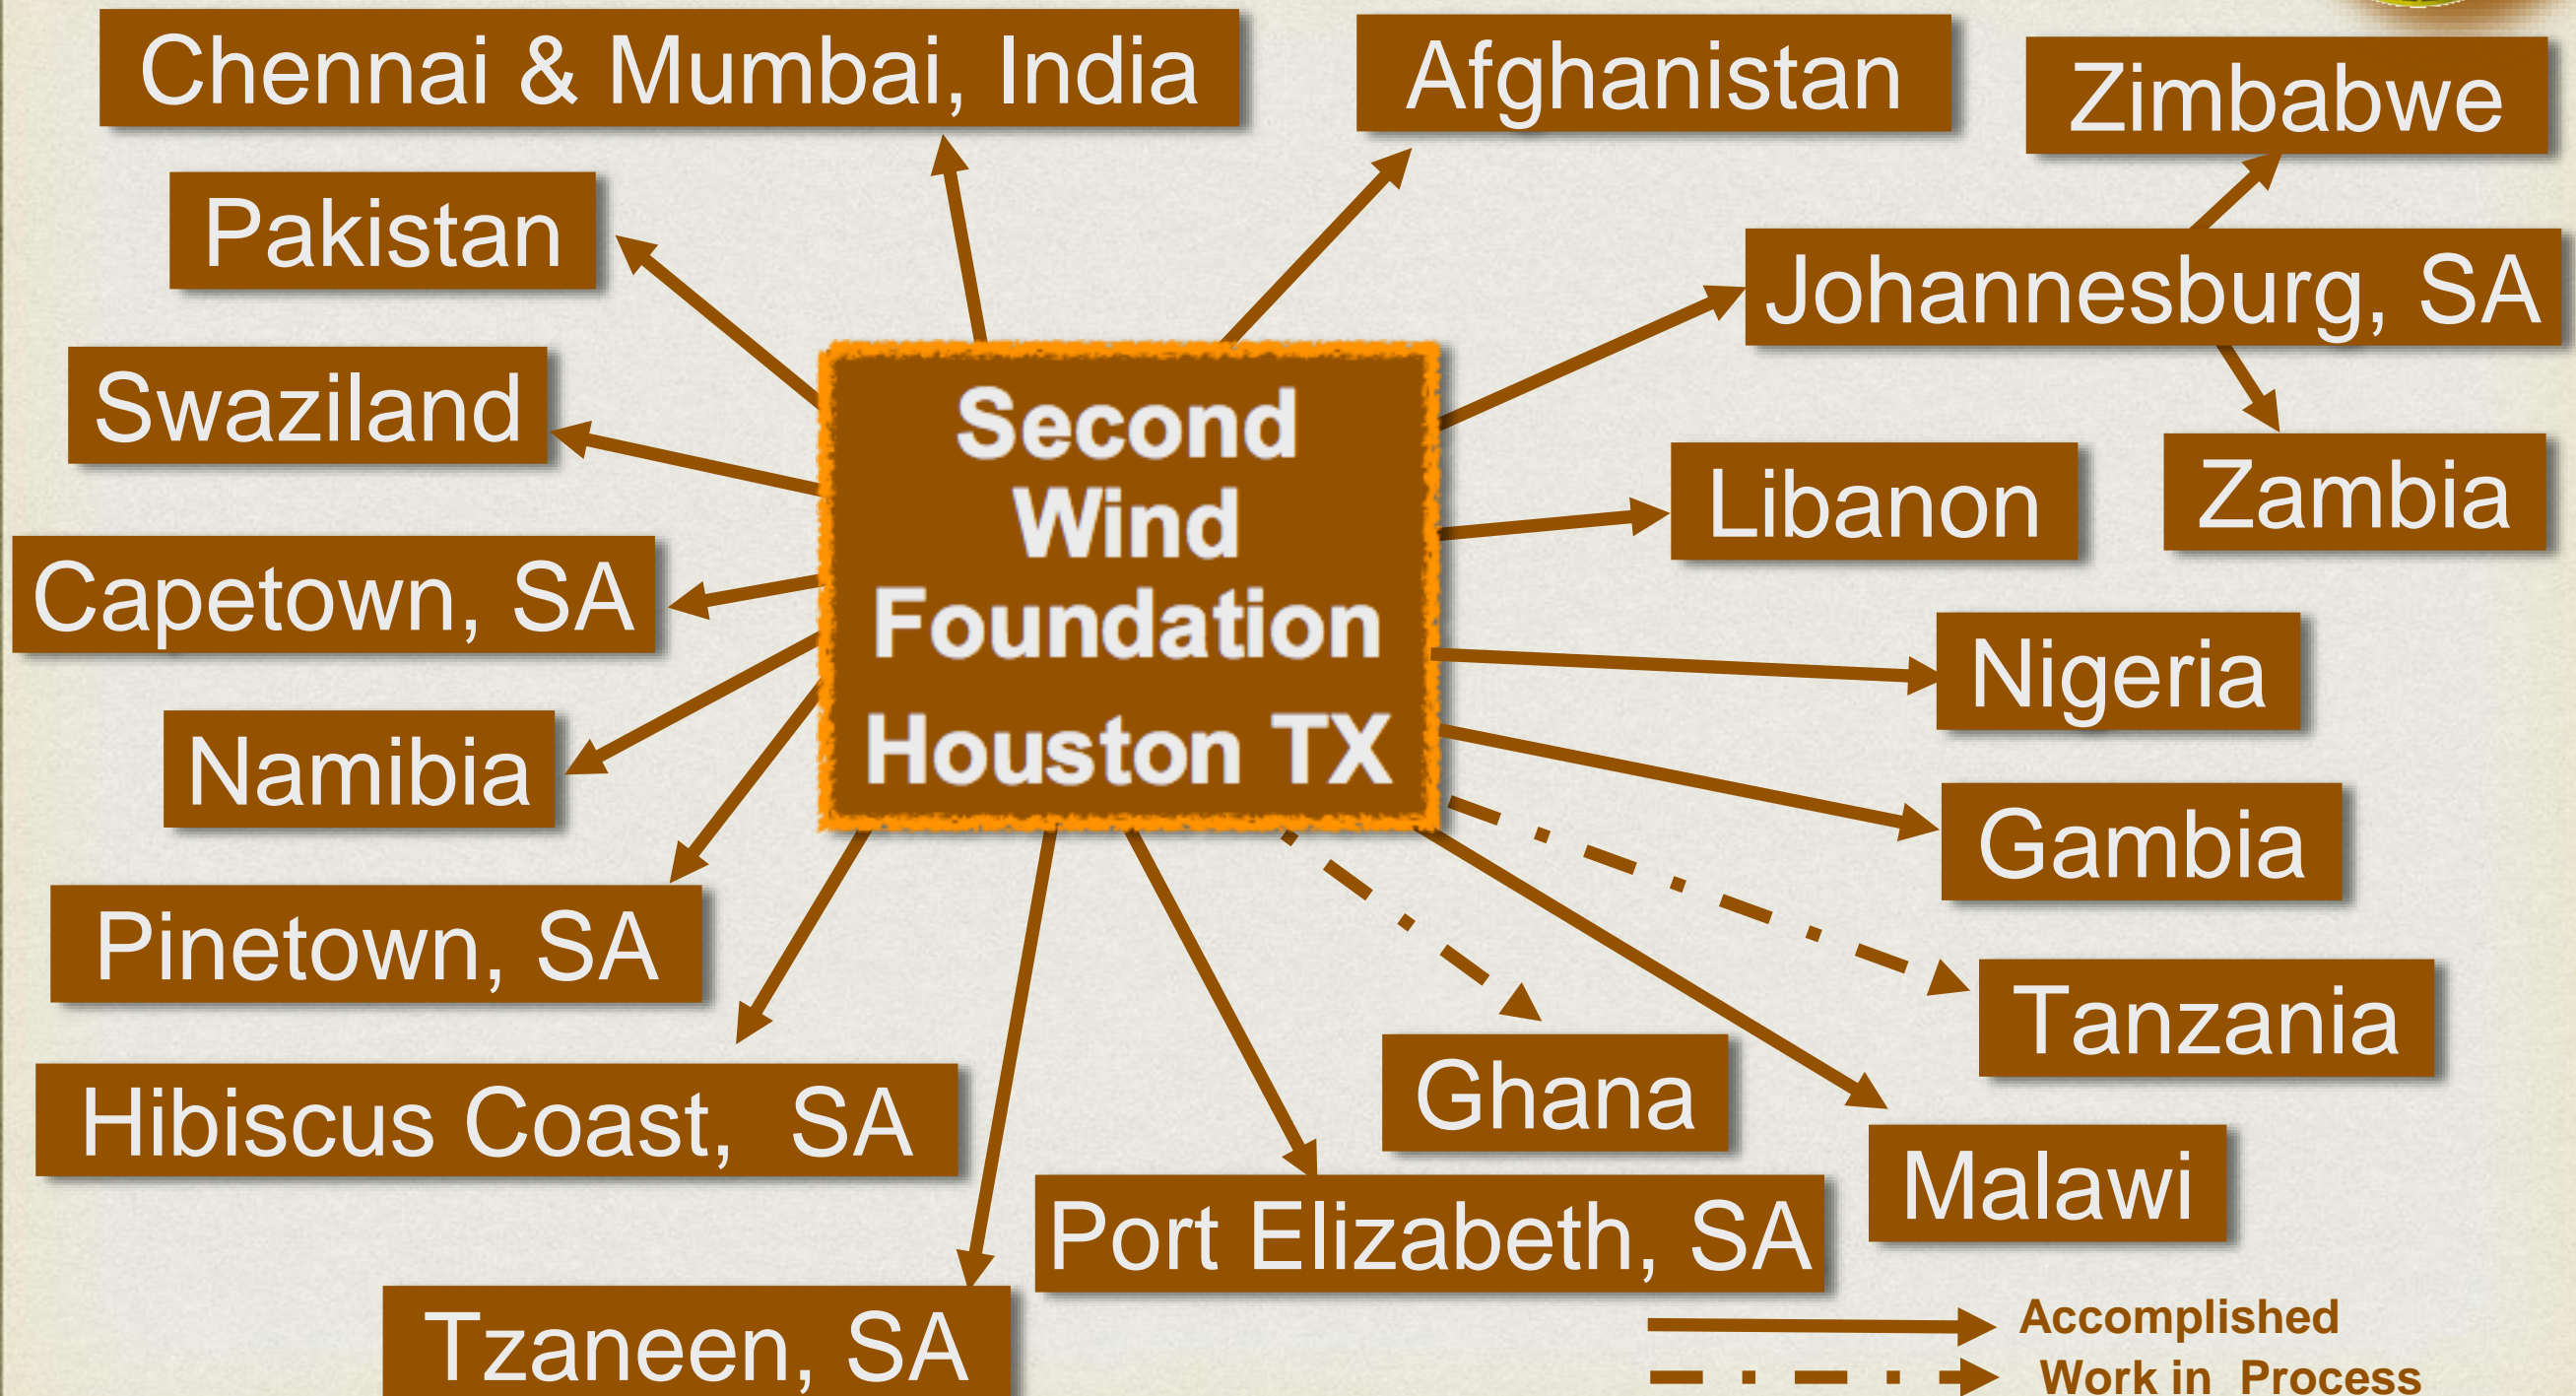 Chennai & Mumbai, India
Afghanistan
Zimbabwe
Pakistan
Johannesburg, SA
Swaziland
Second
Wind
Foundation
Houston TX
Libanon
Zambia
Capetown, SA
Nigeria
Namibia
Gambia
Pinetown, SA
Tanzania
Hibiscus Coast, SA
Ghana
Malawi
Port Elizabeth, SA
Tzaneen, SA
Accomplished
Work in Process